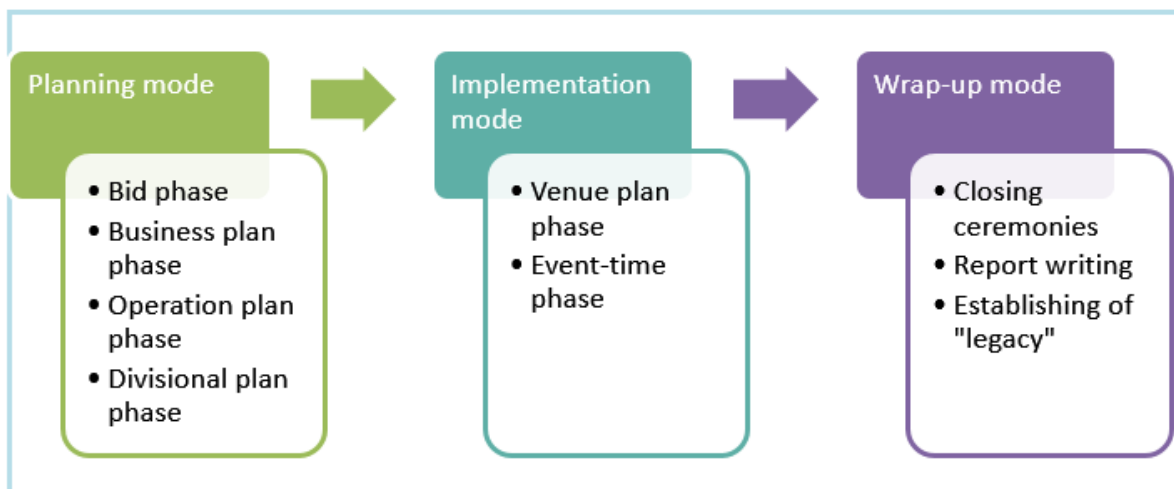 Planning mode
• Bid phase
• Business plan
phase
• Operation plan
phase
• Divisional plan
phase
Implementation
mode
• Venue plan
phase
• Event-time
phase
Wrap-up mode
• Closing
ceremonies
• Report writing
• Establishing of
"legacy"